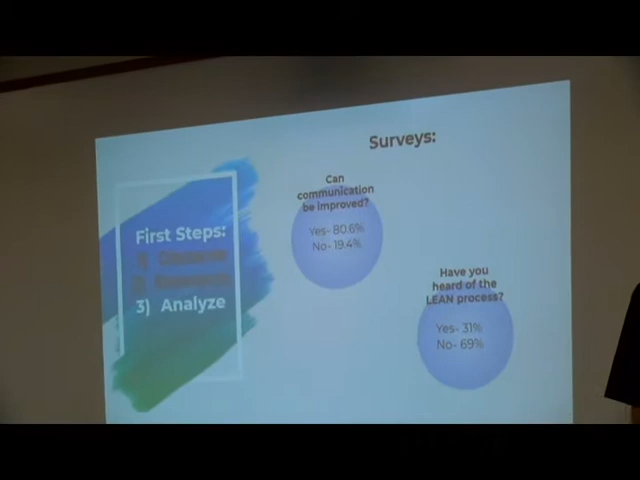 Surveys:
Can
communication
be improved?
Yes- 80.6%
No- 19.4%
First Steps:
3) Analyze
Have you
heard of the
LEAN process?
Yes- 31%
No- 69%